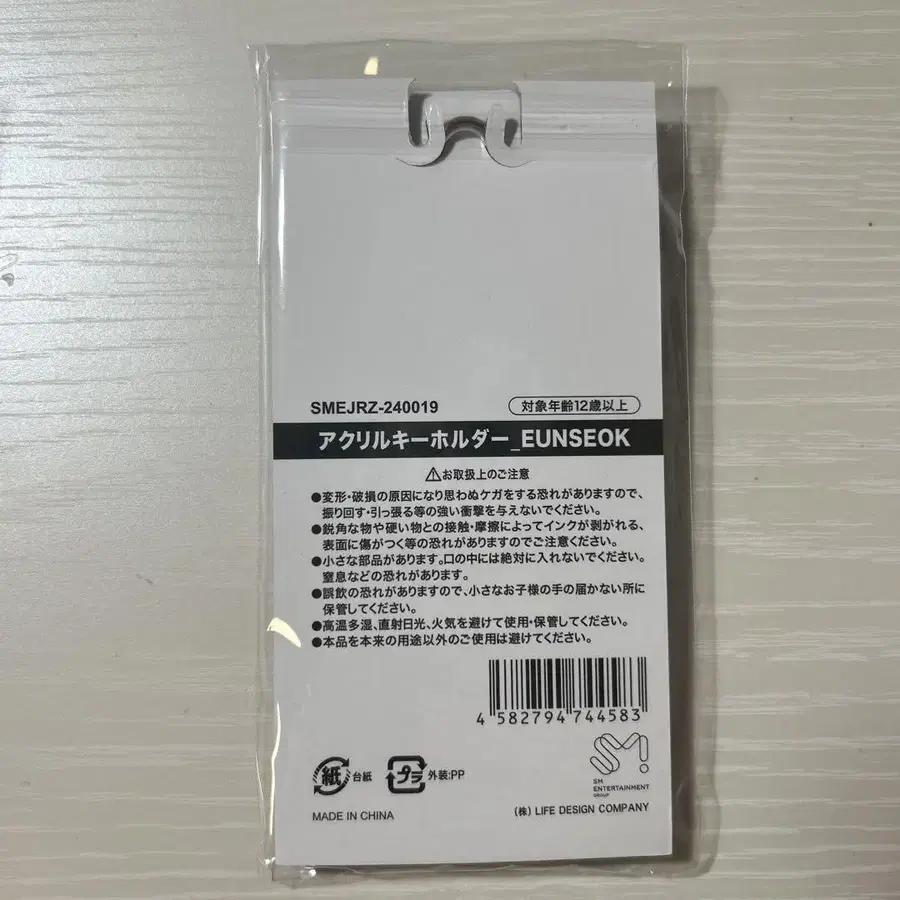 SMEJRZ-240019
対象年齢12歳以上
アクリルキーホルダー_EUNSEOK
⚠お取扱上のご注意
●変形・破損の原因になり思わぬケガをする恐れがありますので、
振り回す・引っ張る等の強い衝撃を与えないでください。
●鋭角な物や硬い物との接触・摩擦によってインクが剥がれる、
表面に傷がつく等の恐れがありますのでご注意ください。
●小さな部品があります。口の中には絶対に入れないでください。
窒息などの恐れがあります。
●誤飲の恐れがありますので、小さなお子様の手の届かない所に
保管してください。
●高温多湿、直射日光、火気を避けて使用・保管してください。
●本品を本来の用途以外のご使用は避けてください。
4 582794 744583
紙 台紙
プラ 外装:PP
SM!
SM
ENTERTAINMENT
GROUP
MADE IN CHINA
(株) LIFE DESIGN COMPANY